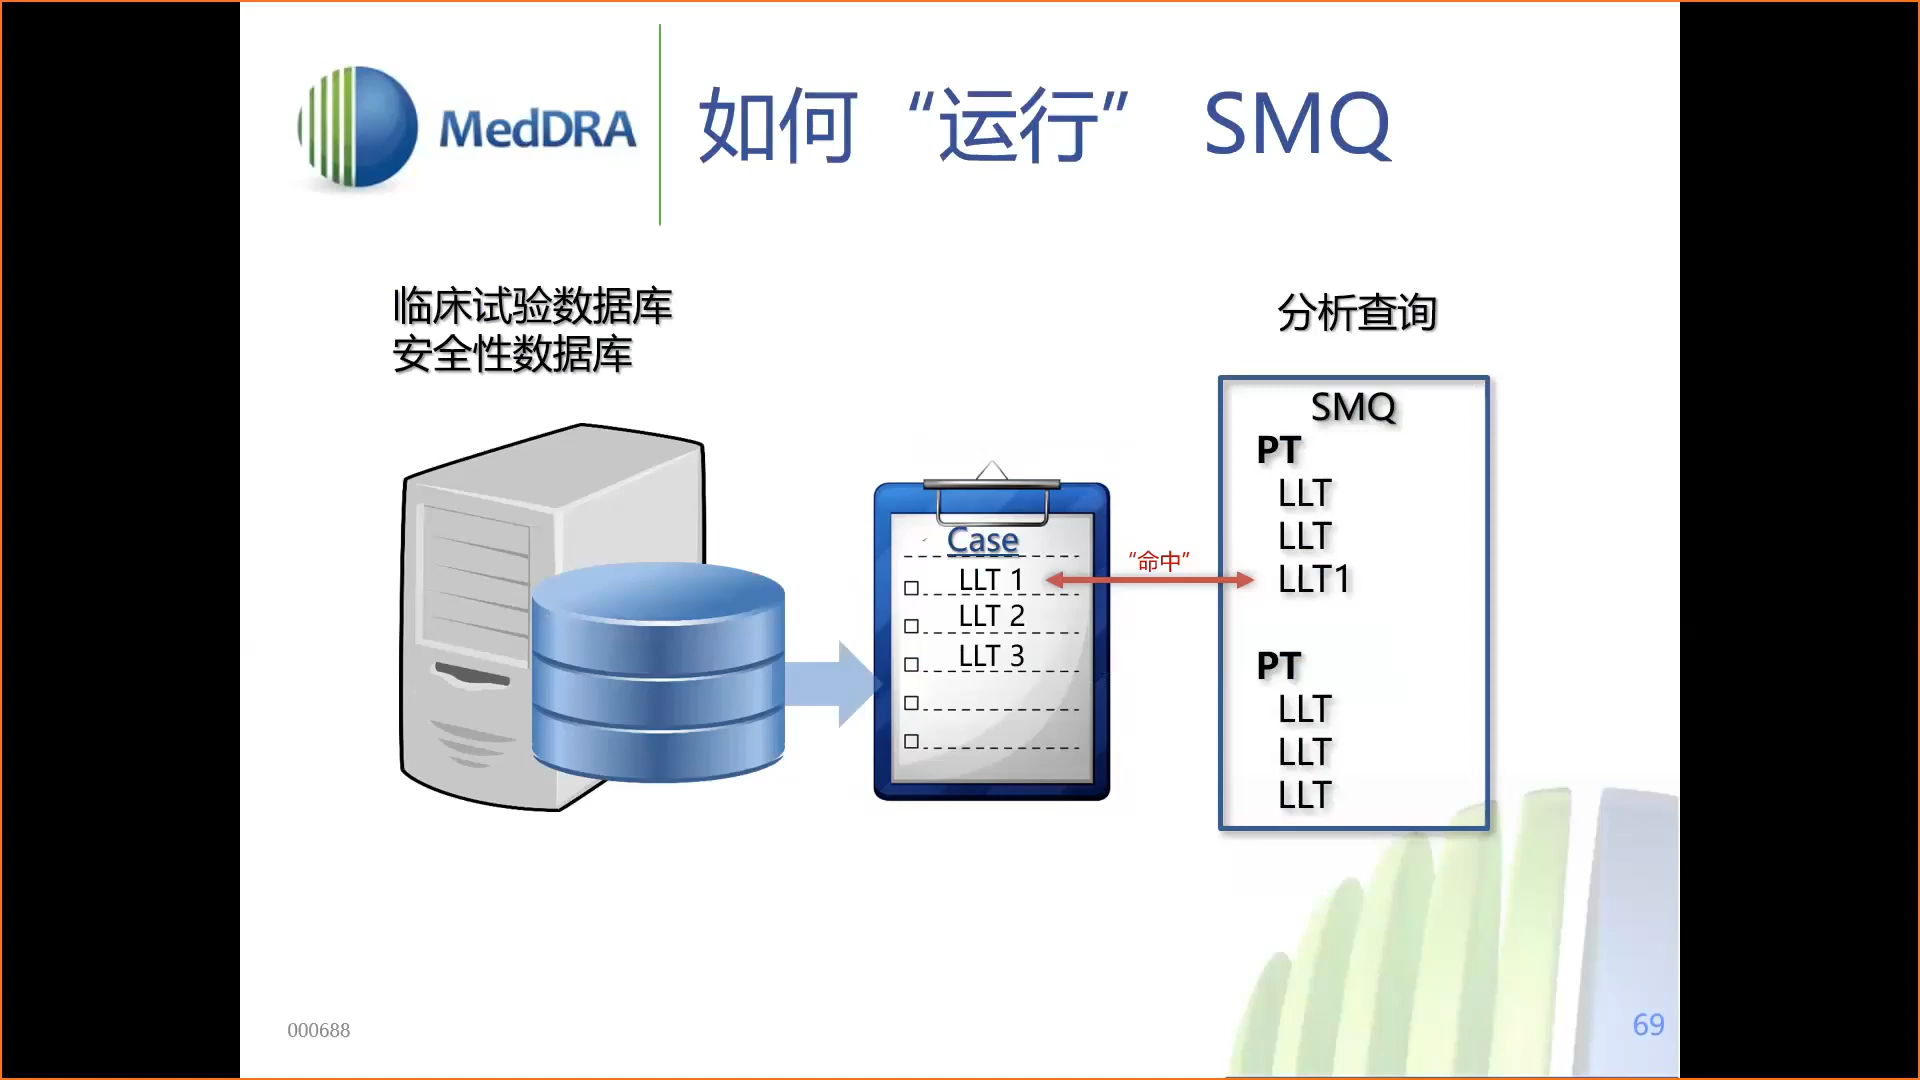 MedDRA
如何“运行” SMQ
临床试验数据库
安全性数据库
分析查询
Case
LLT 1
LLT 2
LLT 3
“命中”
SMQ
PT
LLT
LLT
LLT1
PT
LLT
LLT
LLT
000688
69